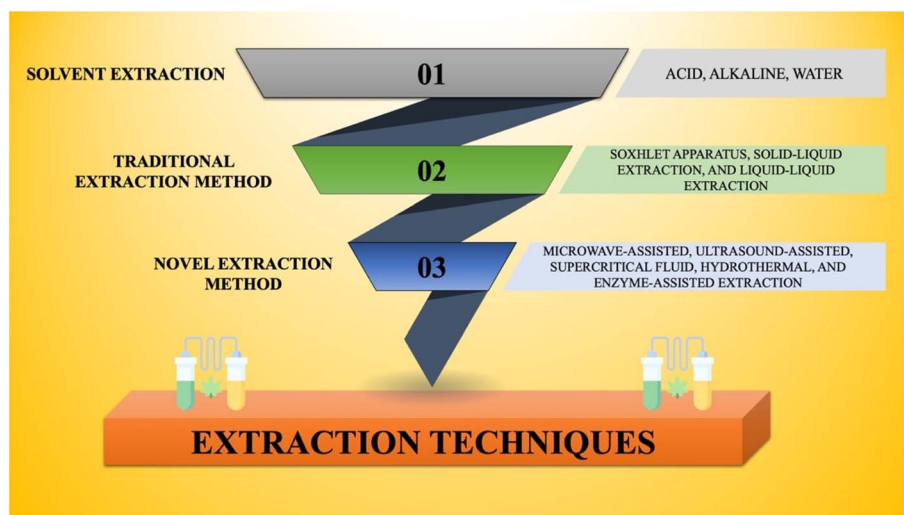 SOLVENT EXTRACTION
01
ACID, ALKALINE, WATER
TRADITIONAL
EXTRACTION METHOD
02
SOXHLET APPARATUS, SOLID-LIQUID
EXTRACTION, AND LIQUID-LIQUID
EXTRACTION
NOVEL EXTRACTION
METHOD
03
MICROWAVE-ASSISTED, ULTRASOUND-ASSISTED,
SUPERCRITICAL FLUID, HYDROTHERMAL, AND
ENZYME-ASSISTED EXTRACTION
EXTRACTION TECHNIQUES